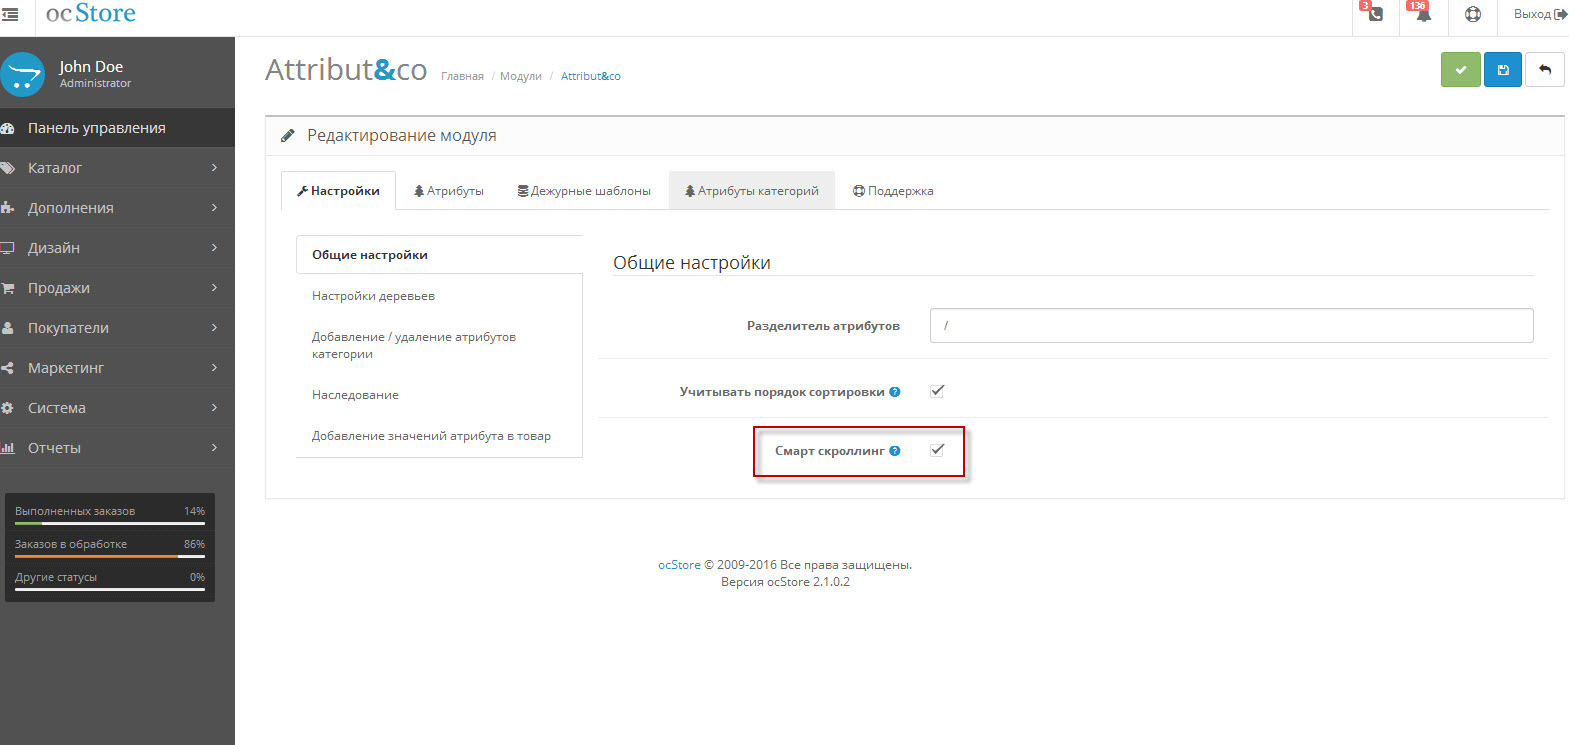 ocStore
3
136
Выход
John Doe
Administrator
Панель управления
Каталог
Дополнения
Дизайн
Продажи
Покупатели
Маркетинг
Система
Отчеты
Выполненных заказов 14%
Заказов в обработке 86%
Другие статусы 0%
Attribut&co
Главная / Модули / Attribut&co
Редактирование модуля
Настройки
Атрибуты
Дежурные шаблоны
Атрибуты категорий
Поддержка
Общие настройки
Настройки деревьев
Добавление / удаление атрибутов
категории
Наследование
Добавление значений атрибута в товар
Общие настройки
Разделитель атрибутов /
Учитывать порядок сортировки ?
Смарт скроллинг ?
ocStore © 2009-2016 Все права защищены.
Версия ocStore 2.1.0.2